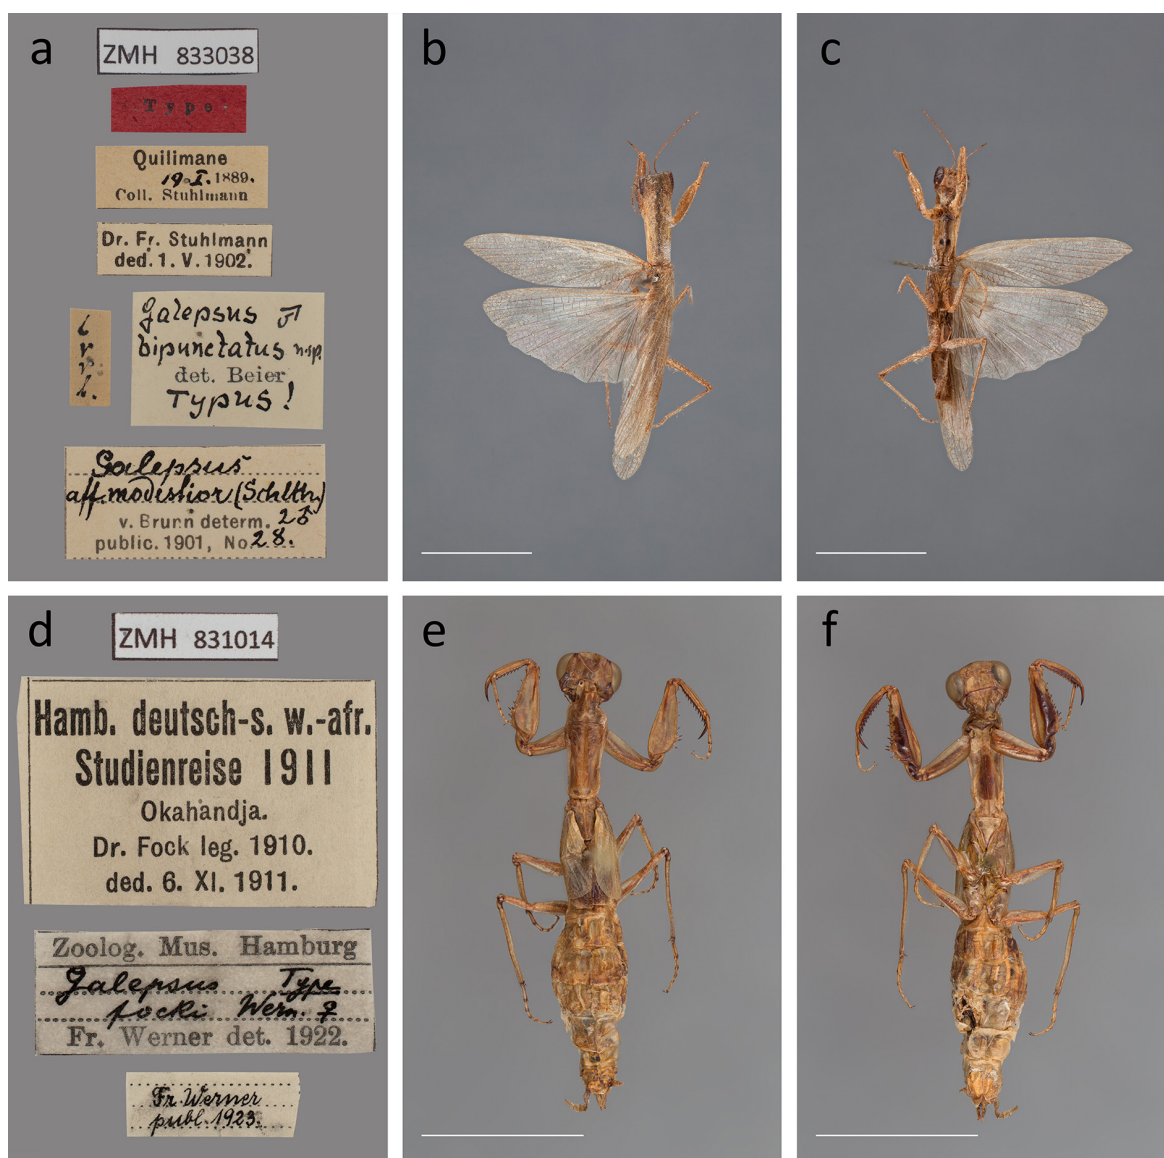 a
ZMH 833038
Type
Quilimane
19.I.1889.
Coll. Stuhlmann
Dr. Fr. Stuhlmann
ded. 1. V. 1902.
Galepsus ♂
bipunctatus n.sp.
det. Beier
Typus!
Galepsus
aff. modestior (Schlth.)
v. Brunn determ.
public. 1901, No. 28.
b
c
d
ZMH 831014
Hamb. deutsch-s. w.-afr.
Studienreise 1911
Okahandja.
Dr. Fock leg. 1910.
ded. 6. XI. 1911.
Zoolog. Mus. Hamburg
Galepsus Type
focki Wern. ♀
Fr. Werner det. 1922.
Fr. Werner
publ. 1923.
e
f